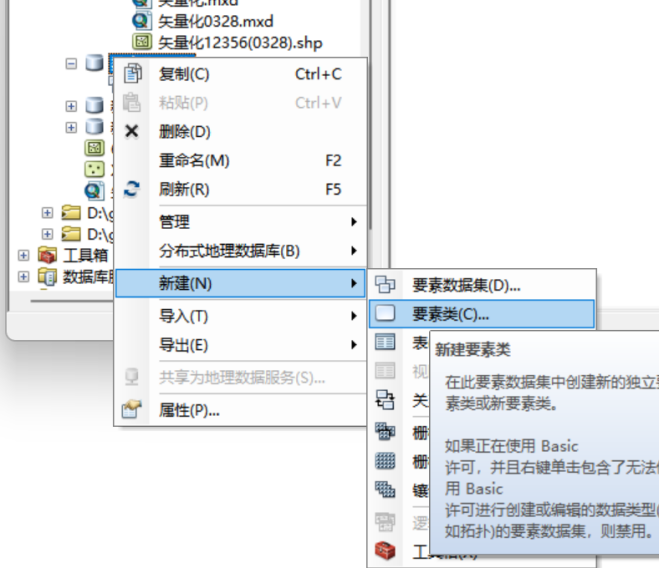 矢量化.mxd
矢量化0328.mxd
矢量化12356(0328).shp
复制(C) Ctrl+C
粘贴(P) Ctrl+V
删除(D)
重命名(M) F2
刷新(R) F5
管理
分布式地理数据库(B)
新建(N)
导入(T)
导出(E)
共享为地理数据服务(S)...
属性(P)...
D:\
D:\
工具箱
数据库
要素数据集(D)...
要素类(C)...
表
视
关
栅
栅
镶
逻
新建要素类
在此要素数据集中创建新的独立
素类或新要素类。
如果正在使用 Basic
许可，并且右键单击包含了无法
用 Basic
许可进行创建或编辑的数据类型(
如拓扑)的要素数据集，则禁用。